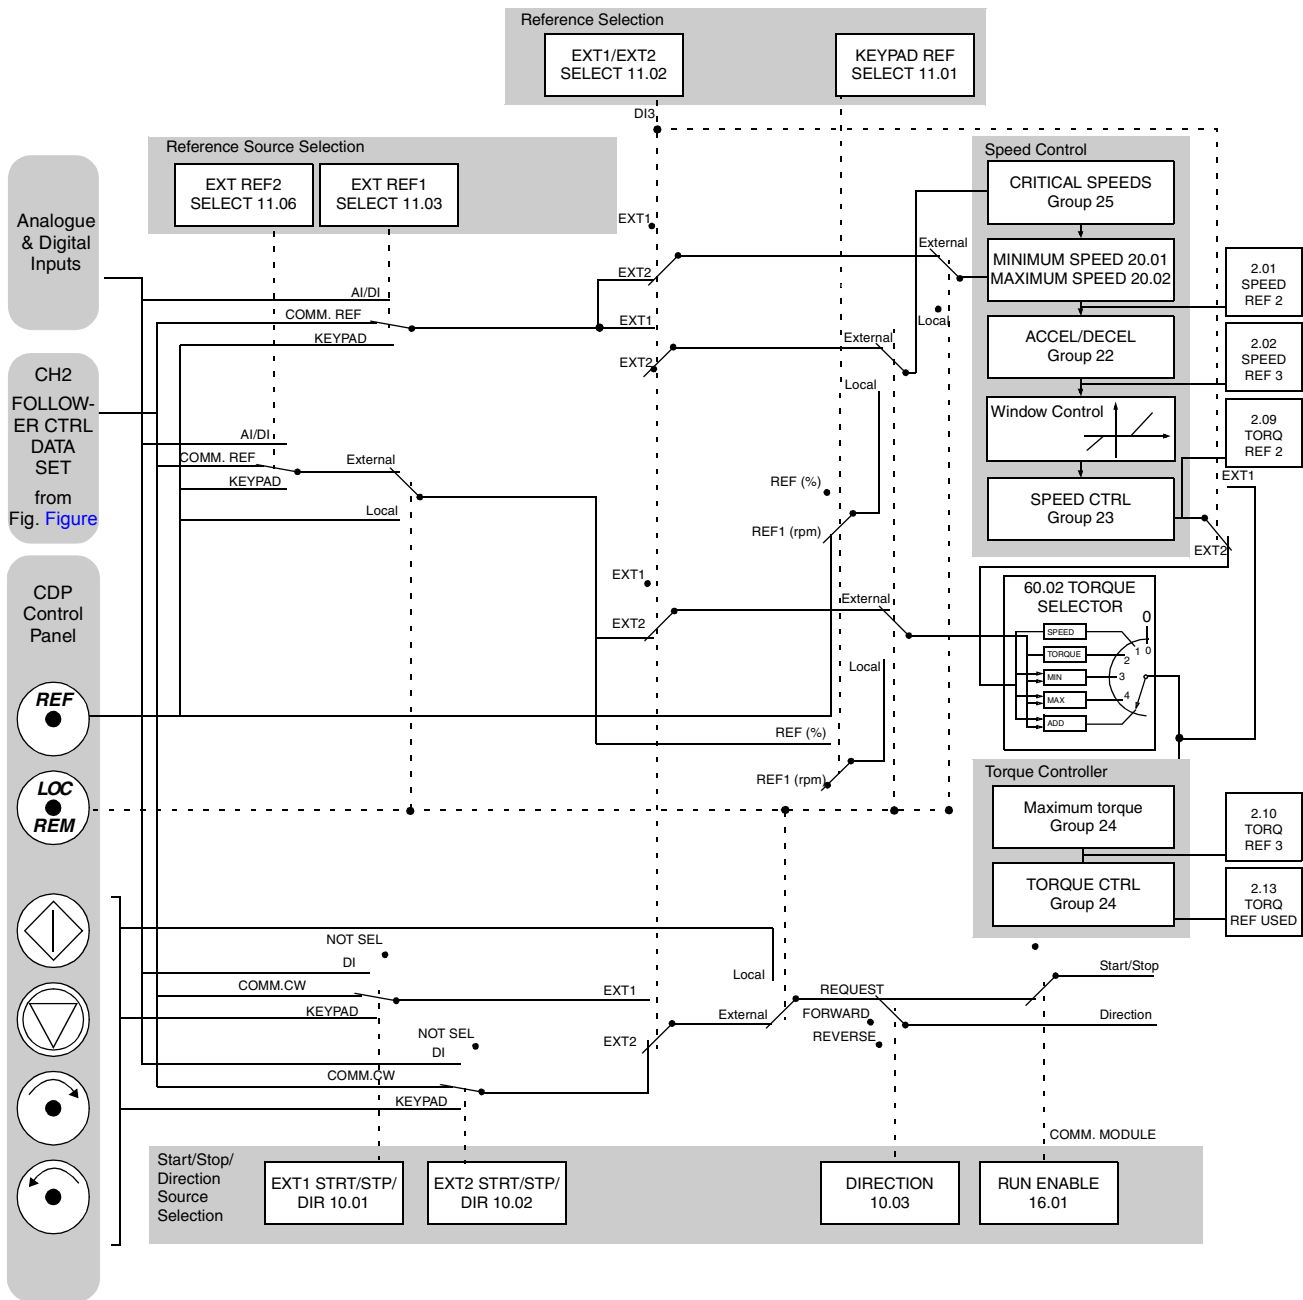 Reference Selection
EXT1/EXT2
SELECT 11.02
KEYPAD REF
SELECT 11.01
DI3
Reference Source Selection
EXT REF2
SELECT 11.06
EXT REF1
SELECT 11.03
Speed Control
CRITICAL SPEEDS
Group 25
MINIMUM SPEED 20.01
MAXIMUM SPEED 20.02
ACCEL/DECEL
Group 22
Window Control
SPEED CTRL
Group 23
2.01
SPEED
REF 2
2.02
SPEED
REF 3
2.09
TORQ
REF 2
EXT1
EXT2
Analogue
& Digital
Inputs
CH2
FOLLOW-
ER CTRL
DATA
SET
from
Fig. Figure
CDP
Control
Panel
REF
LOC
REM
EXT1
EXT2
External
Local
AI/DI
COMM. REF
KEYPAD
EXT1
EXT2
External
Local
AI/DI
COMM. REF
KEYPAD
External
Local
REF (%)
REF1 (rpm)
EXT1
EXT2
External
Local
REF (%)
REF1 (rpm)
60.02 TORQUE
SELECTOR
SPEED
TORQUE
MIN
MAX
ADD
0
0
1
2
3
4
Torque Controller
Maximum torque
Group 24
TORQUE CTRL
Group 24
2.10
TORQ
REF 3
2.13
TORQ
REF USED
NOT SEL
DI
COMM.CW
KEYPAD
EXT1
NOT SEL
DI
COMM.CW
KEYPAD
EXT2
Local
External
REQUEST
FORWARD
REVERSE
Start/Stop
Direction
COMM. MODULE
Start/Stop/
Direction
Source
Selection
EXT1 STRT/STP/
DIR 10.01
EXT2 STRT/STP/
DIR 10.02
DIRECTION
10.03
RUN ENABLE
16.01